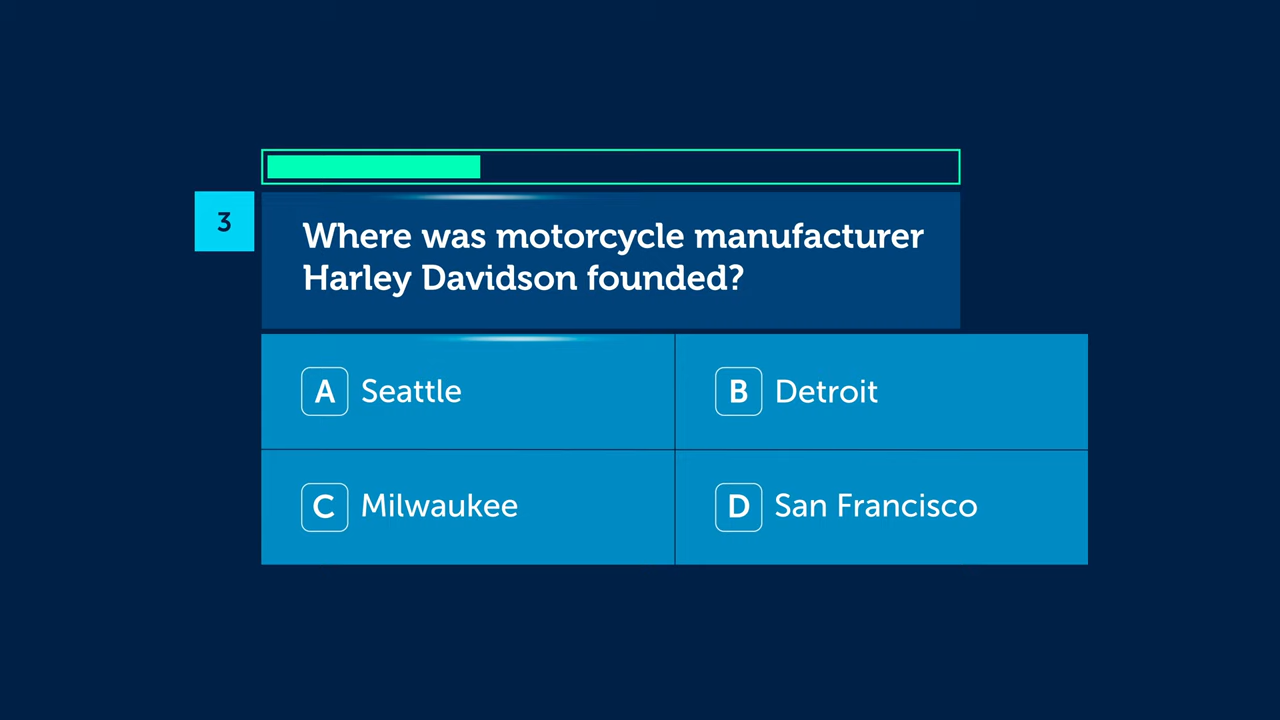 3
Where was motorcycle manufacturer
Harley Davidson founded?
A Seattle
B Detroit
C Milwaukee
D San Francisco